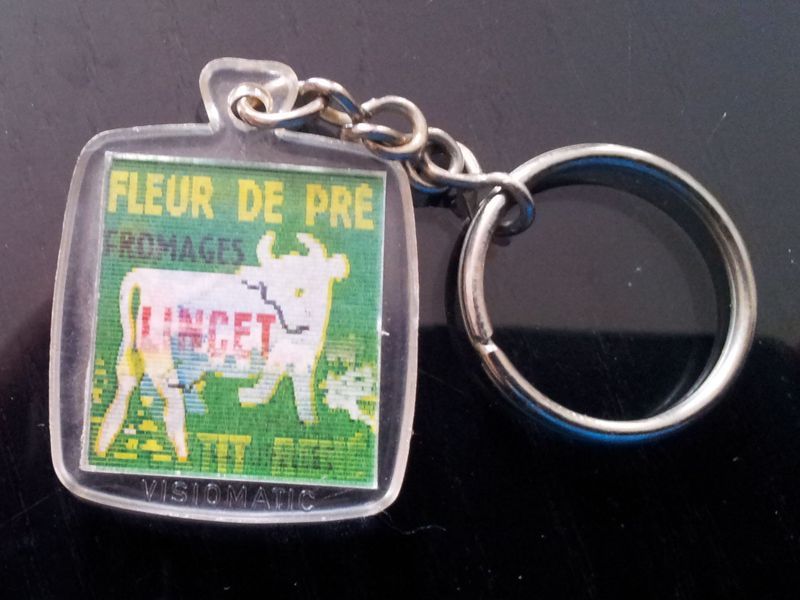 FLEUR DE PRÉ
FROMAGES
LINCET
VISIOMATIC